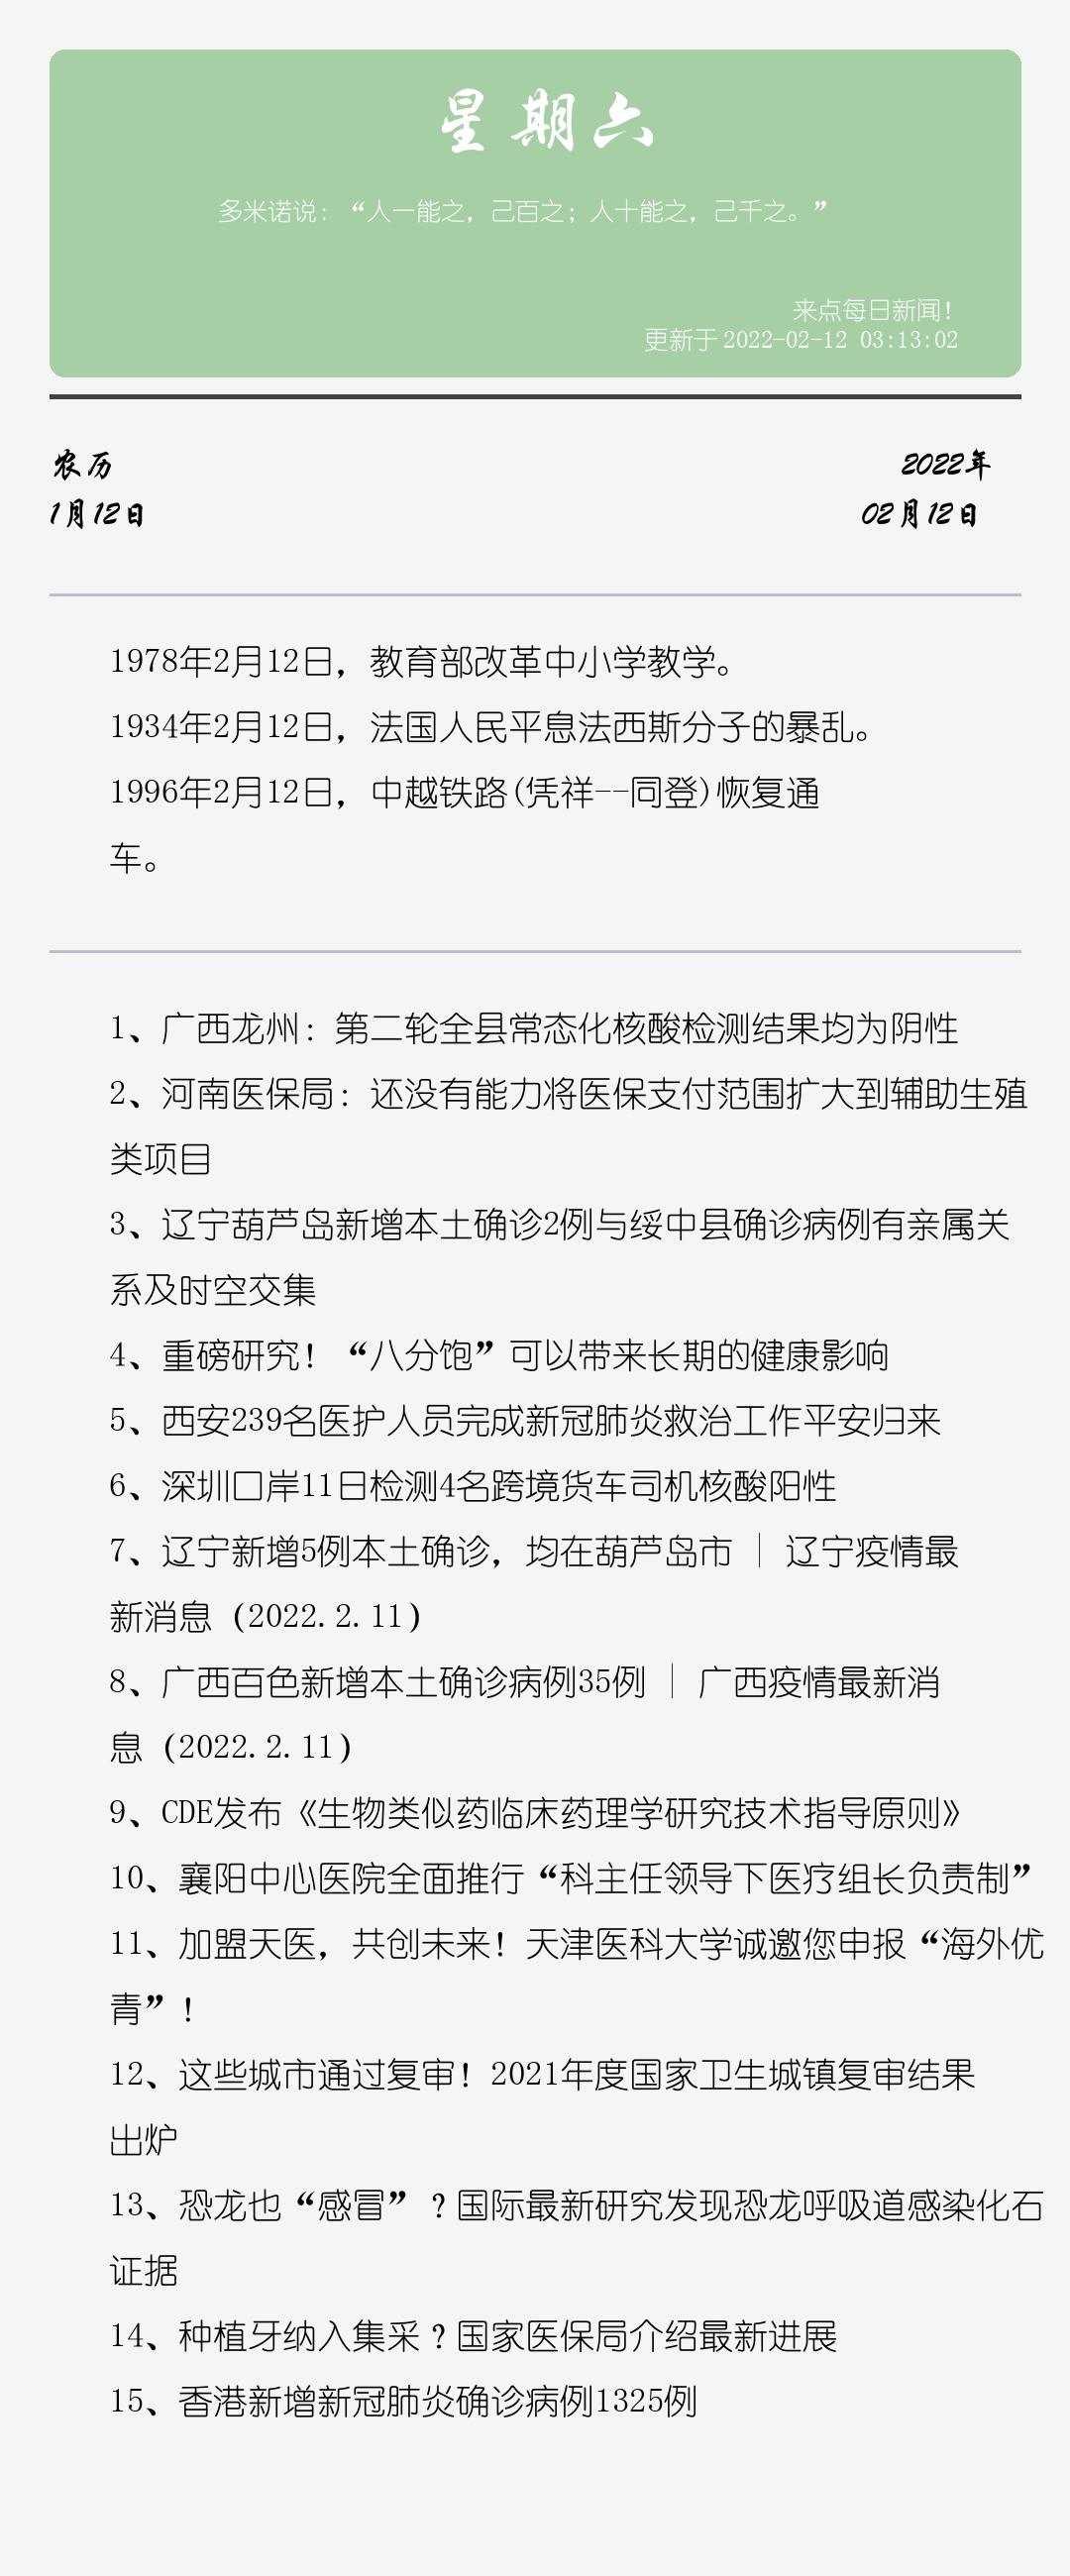 星期六
多米诺说：“人一能之，己百之；人十能之，己千之。”
来点每日新闻！
更新于 2022-02-12 03:13:02
农历
2022年
1月12日
02月12日
1978年2月12日，教育部改革中小学教学。
1934年2月12日，法国人民平息法西斯分子的暴乱。
1996年2月12日，中越铁路(凭祥--同登)恢复通
车。
1、广西龙州：第二轮全县常态化核酸检测结果均为阴性
2、河南医保局：还没有能力将医保支付范围扩大到辅助生殖
类项目
3、辽宁葫芦岛新增本土确诊2例与绥中县确诊病例有亲属关
系及时空交集
4、重磅研究！“八分饱”可以带来长期的健康影响
5、西安239名医护人员完成新冠肺炎救治工作平安归来
6、深圳口岸11日检测4名跨境货车司机核酸阳性
7、辽宁新增5例本土确诊，均在葫芦岛市｜辽宁疫情最
新消息（2022.2.11）
8、广西百色新增本土确诊病例35例｜广西疫情最新消
息（2022.2.11）
9、CDE发布《生物类似药临床药理学研究技术指导原则》
10、襄阳中心医院全面推行“科主任领导下医疗组长负责制”
11、加盟天医，共创未来！天津医科大学诚邀您申报“海外优
青”！
12、这些城市通过复审！2021年度国家卫生城镇复审结果
出炉
13、恐龙也“感冒”？国际最新研究发现恐龙呼吸道感染化石
证据
14、种植牙纳入集采？国家医保局介绍最新进展
15、香港新增新冠肺炎确诊病例1325例